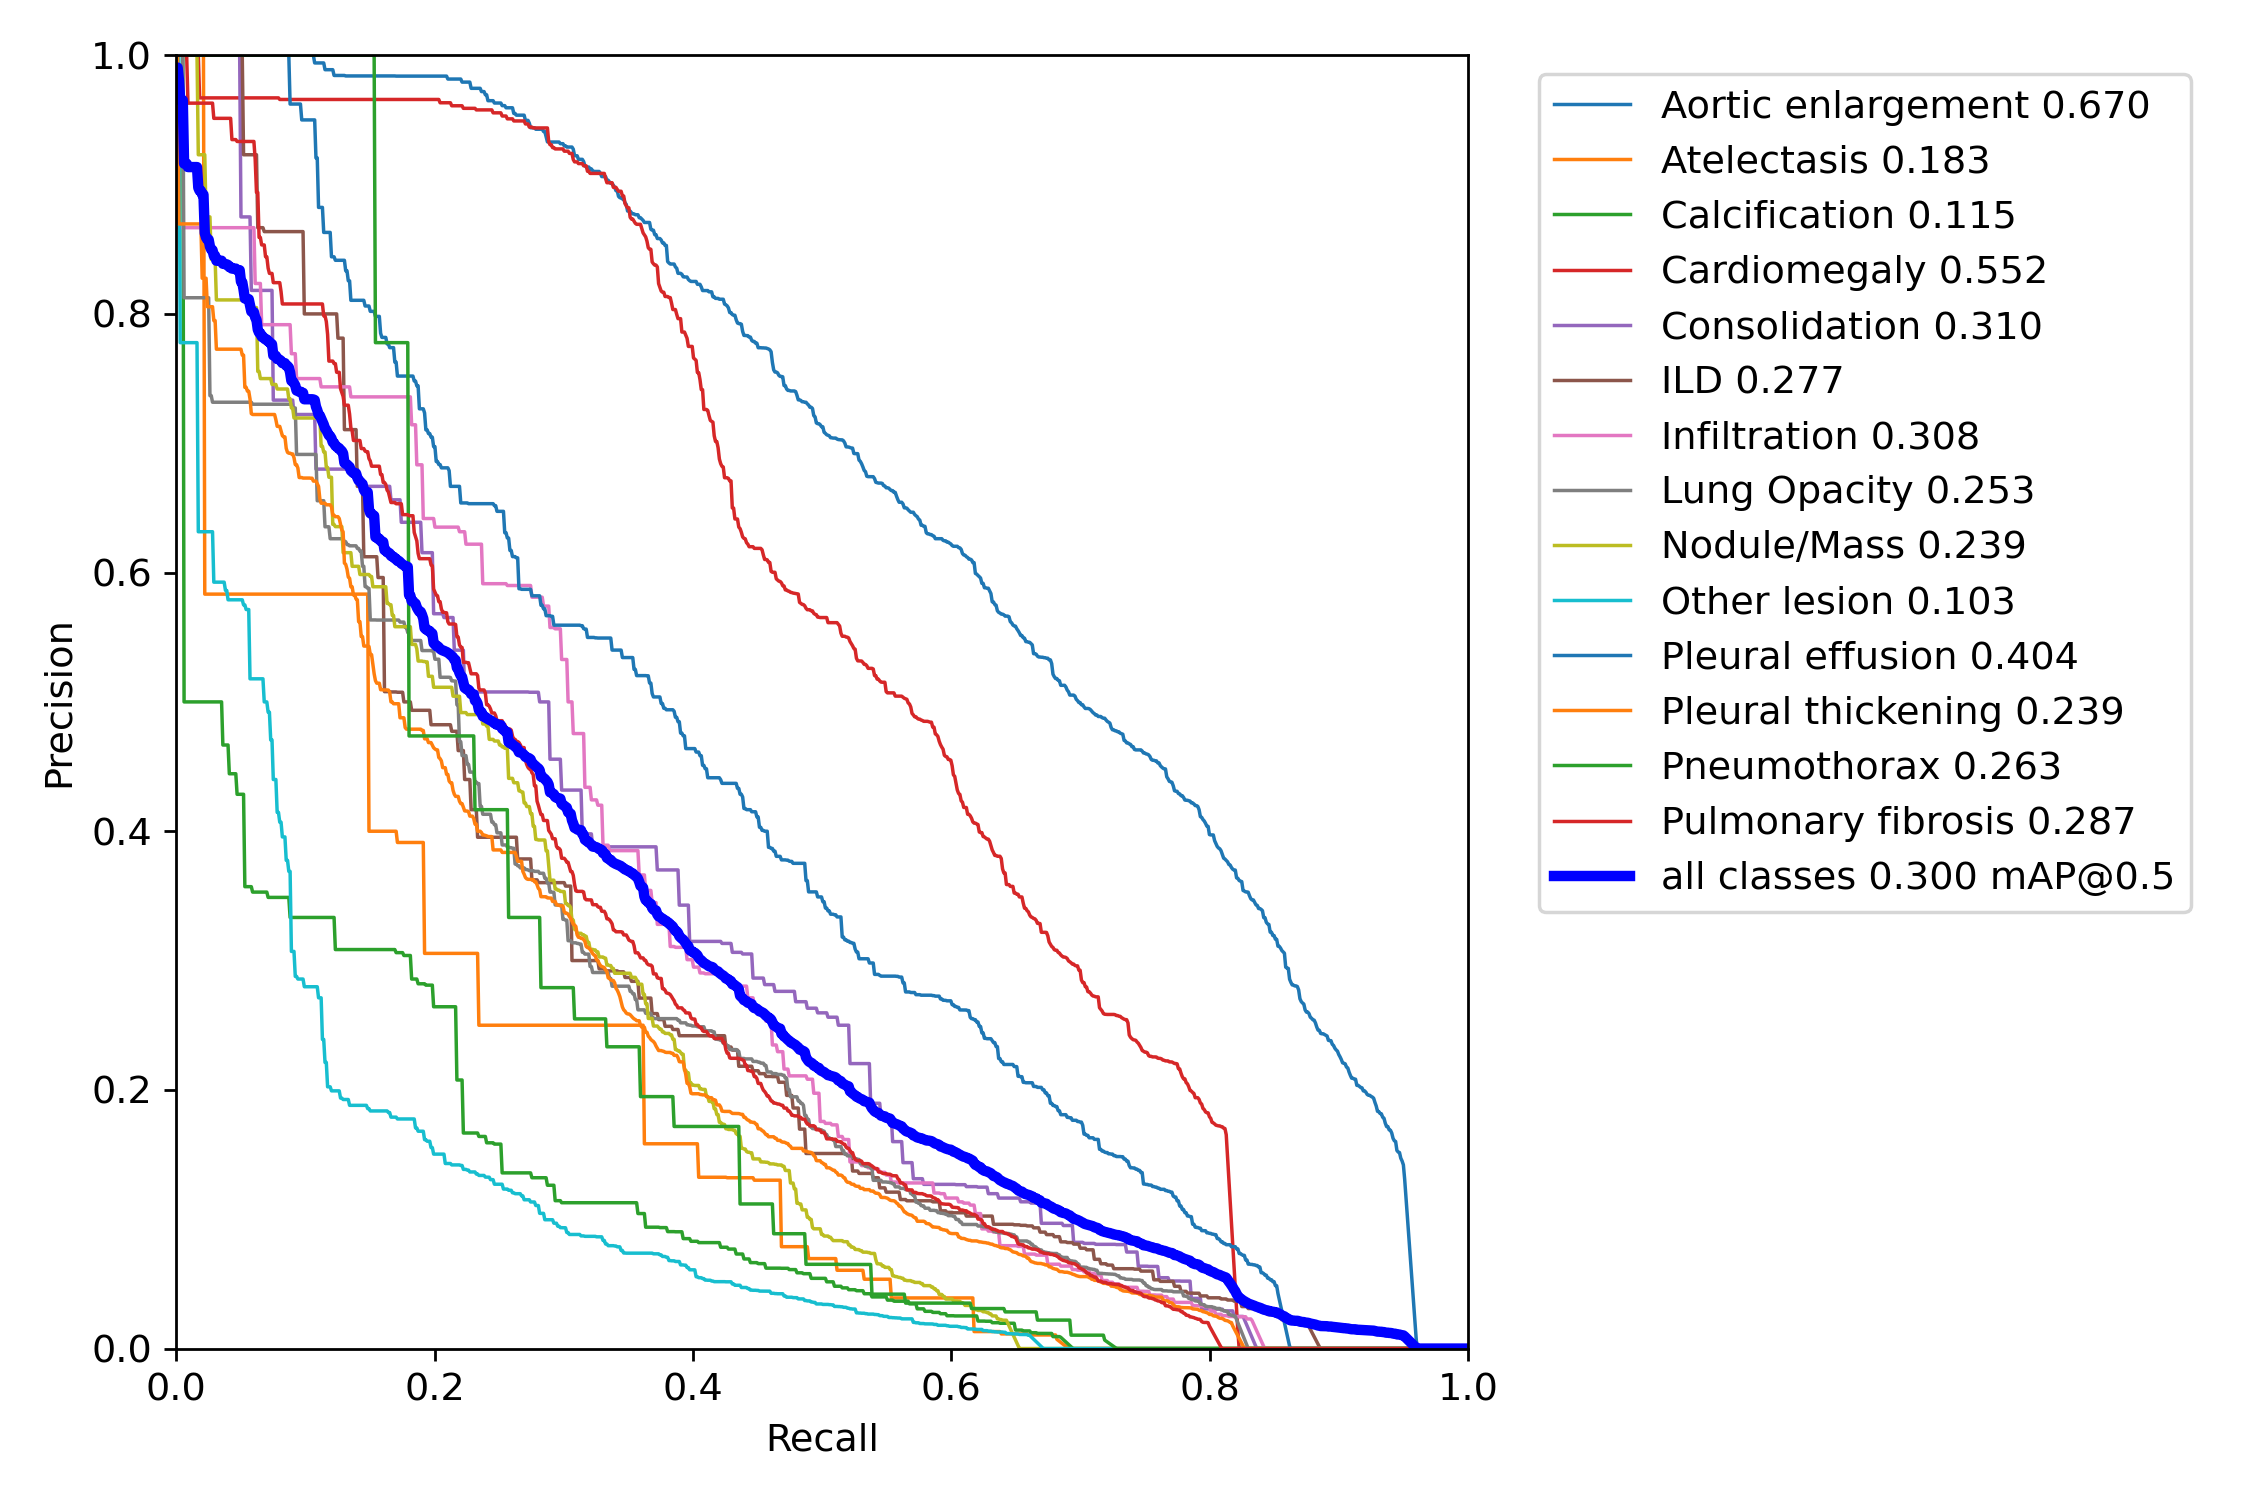 1.0
0.8
0.6
0.4
0.2
0.0
Precision
0.0 0.2 0.4 0.6 0.8 1.0
Recall
Aortic enlargement 0.670
Atelectasis 0.183
Calcification 0.115
Cardiomegaly 0.552
Consolidation 0.310
ILD 0.277
Infiltration 0.308
Lung Opacity 0.253
Nodule/Mass 0.239
Other lesion 0.103
Pleural effusion 0.404
Pleural thickening 0.239
Pneumothorax 0.263
Pulmonary fibrosis 0.287
all classes 0.300 mAP@0.5